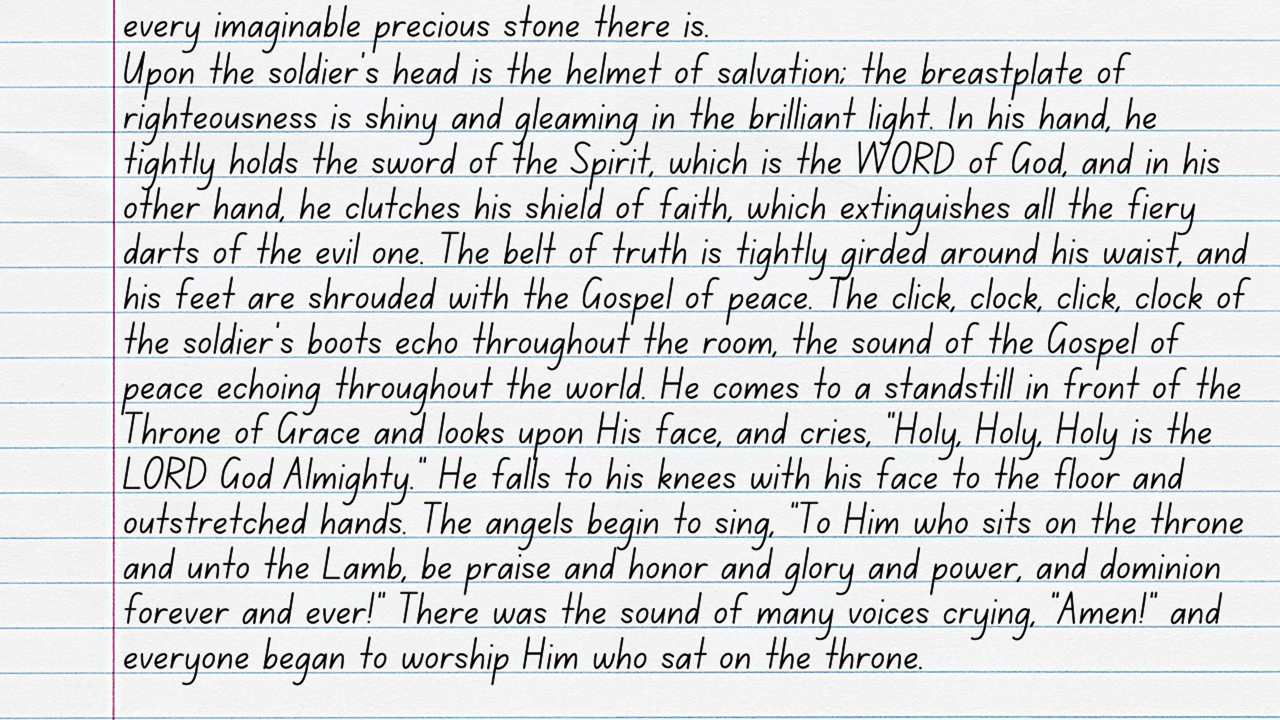 every imaginable precious stone there is.
Upon the soldier's head is the helmet of salvation; the breastplate of
righteousness is shiny and gleaming in the brilliant light. In his hand, he
tightly holds the sword of the Spirit, which is the WORD of God, and in his
other hand, he clutches his shield of faith, which extinguishes all the fiery
darts of the evil one. The belt of truth is tightly girded around his waist, and
his feet are shrouded with the Gospel of peace. The click, clock, click, clock of
the soldier's boots echo throughout the room, the sound of the Gospel of
peace echoing throughout the world. He comes to a standstill in front of the
Throne of Grace and looks upon His face, and cries, "Holy, Holy, Holy is the
LORD God Almighty." He falls to his knees with his face to the floor and
outstretched hands. The angels begin to sing, "To Him who sits on the throne
and unto the Lamb, be praise and honor and glory and power, and dominion
forever and ever!" There was the sound of many voices crying, "Amen!" and
everyone began to worship Him who sat on the throne.